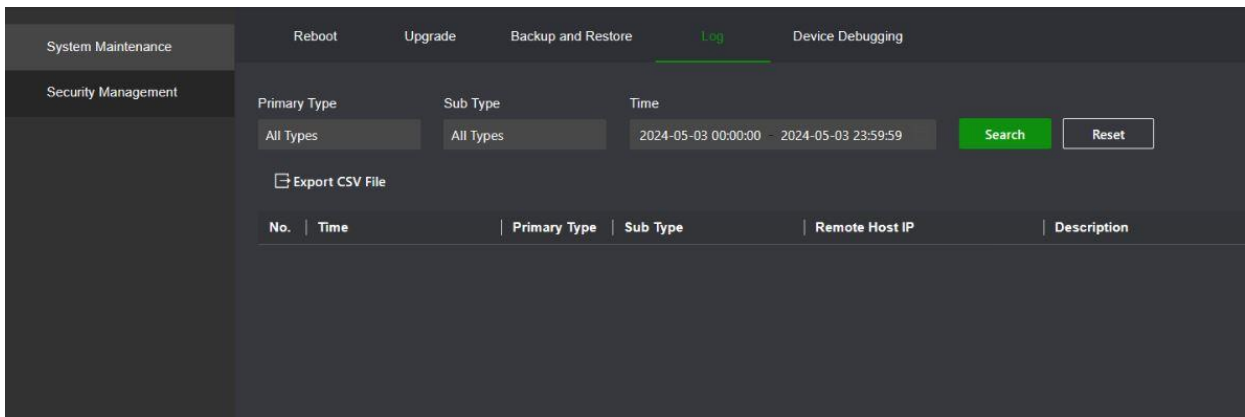 System Maintenance
Security Management
Reboot Upgrade Backup and Restore Log Device Debugging
Primary Type Sub Type Time
All Types All Types 2024-05-03 00:00:00 - 2024-05-03 23:59:59 Search Reset
Export CSV File
No. Time Primary Type Sub Type Remote Host IP Description